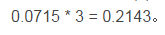 0.0715 * 3 = 0.2143。